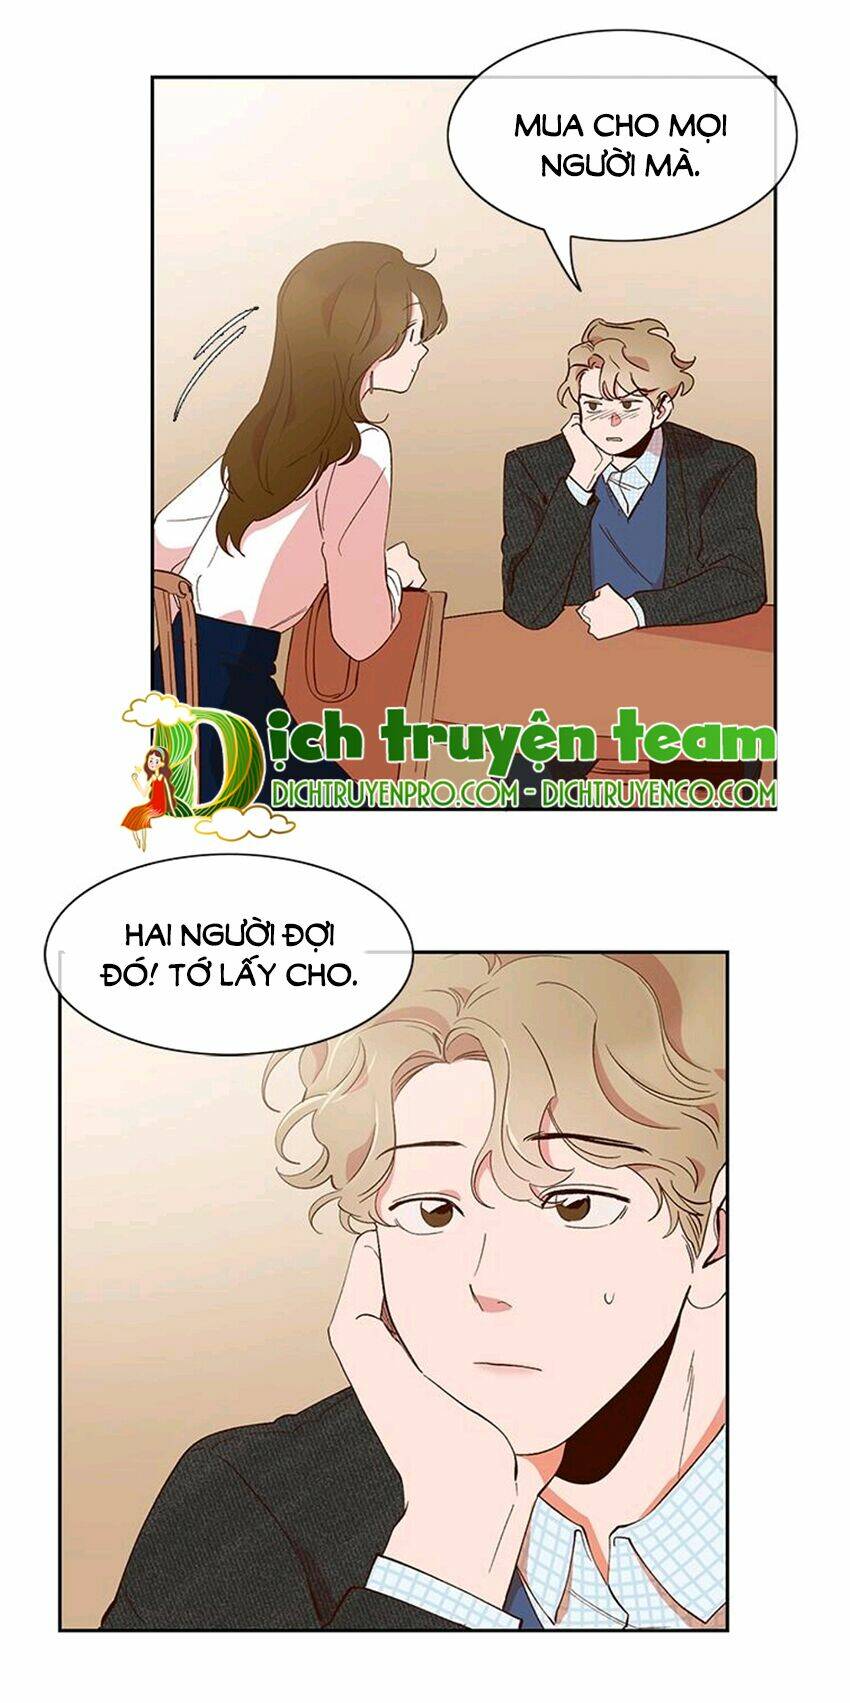 MUA CHO MỌI
NGƯỜI MÀ.
Dịch truyện team
DICHTRUYENPRO.COM - DICHTRUYENCO.COM
HAI NGƯỜI ĐỢI
ĐÓ! TỚ LẤY CHO.